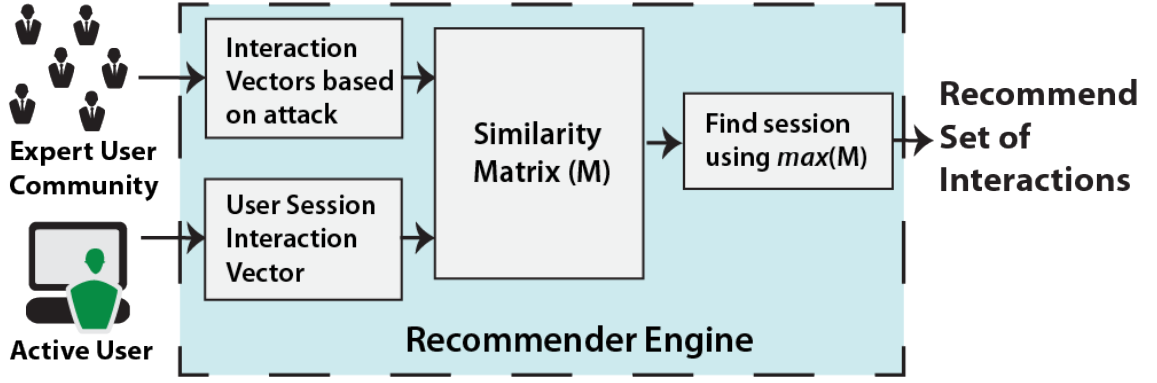 Expert User
Community
Active User
Interaction
Vectors based
on attack
User Session
Interaction
Vector
Similarity
Matrix (M)
Find session
using max(M)
Recommender Engine
Recommend
Set of
Interactions